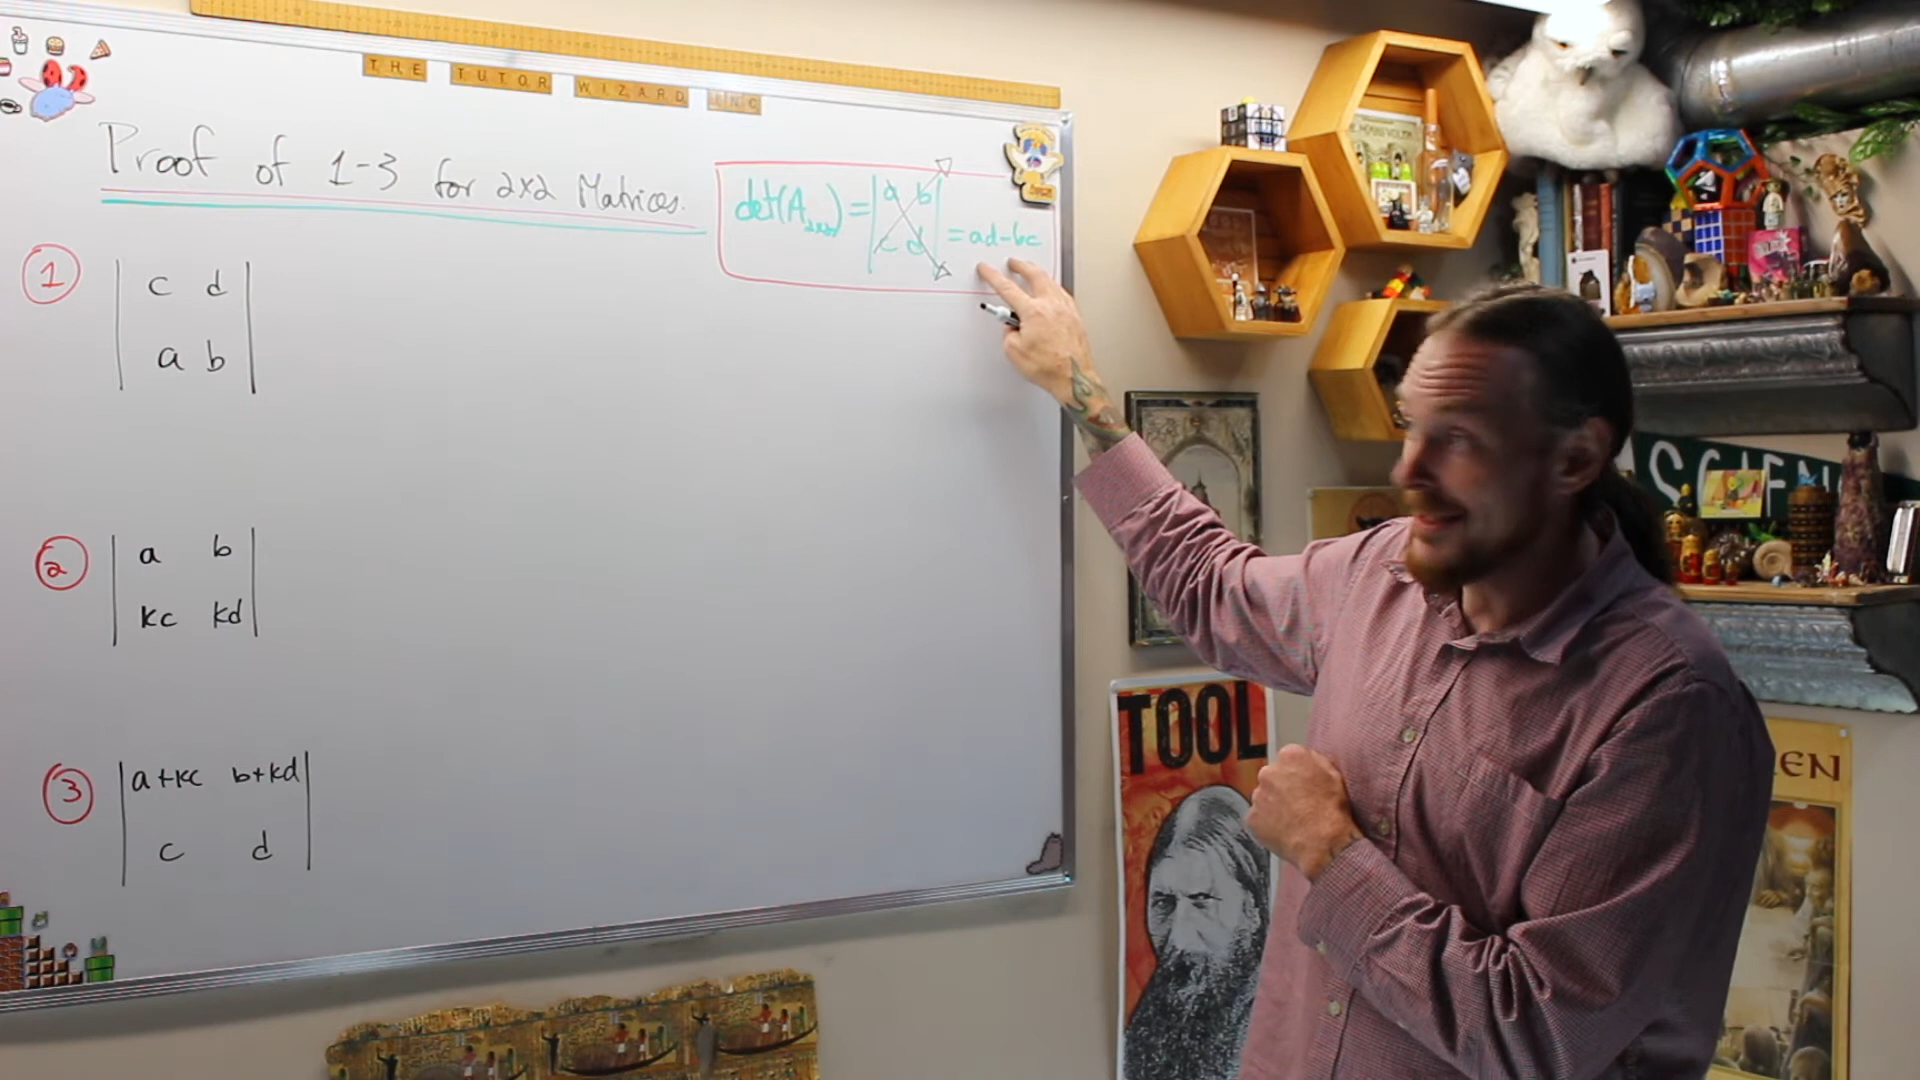 THE TUTOR WIZARD INC
Proof of 1-3 for 2x2 Matrices.
det(A2x2) = |a b| = ad-bc
|c d|
1 |c d|
|a b|
2 |a b|
|kc kd|
3 |a+kc b+kd|
|c d|
SCIEN
TOOL
EN